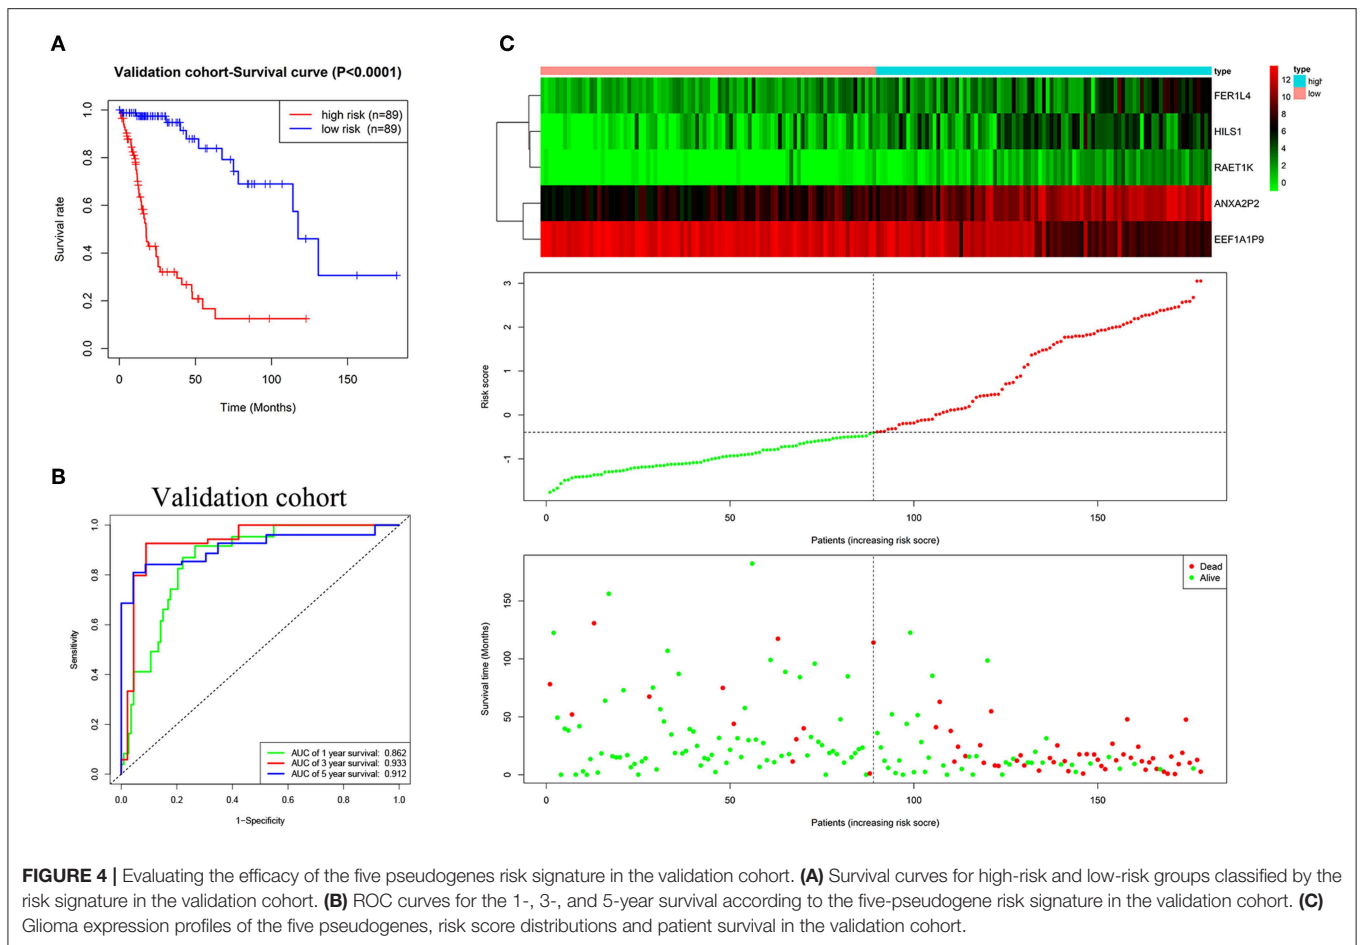 A
Validation cohort-Survival curve (P<0.0001)
high risk (n=89)
low risk (n=89)
Survival rate
1.0
0.8
0.6
0.4
0.2
0.0
0
50
100
150
Time (Months)
B
Validation cohort
Sensitivity
1.0
0.8
0.6
0.4
0.2
0.0
AUC of 1 year survival: 0.862
AUC of 3 year survival: 0.933
AUC of 5 year survival: 0.912
0.0
0.2
0.4
0.6
0.8
1.0
1-Specificity
C
type
FER1L4
HILS1
RAET1K
ANXA2P2
EEF1A1P9
12
10
8
6
4
2
0
type
high
low
Risk score
3
2
1
0
-1
0
50
100
150
Patients (increasing risk socre)
Dead
Alive
Survival time (Months)
150
100
50
0
0
50
100
150
Patients (increasing risk socre)
FIGURE 4 | Evaluating the efficacy of the five pseudogenes risk signature in the validation cohort. (A) Survival curves for high-risk and low-risk groups classified by the
risk signature in the validation cohort. (B) ROC curves for the 1-, 3-, and 5-year survival according to the five-pseudogene risk signature in the validation cohort. (C)
Glioma expression profiles of the five pseudogenes, risk score distributions and patient survival in the validation cohort.